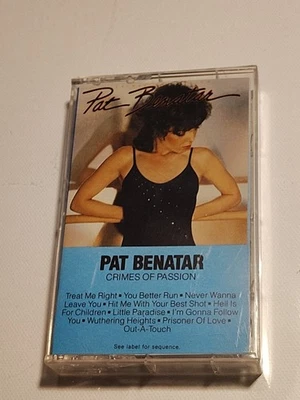 Pat Benatar
PAT BENATAR
CRIMES OF PASSION
Treat Me Right▪You Better Run▪Never Wanna
Leave You▪Hit Me With Your Best Shot▪Hell Is
For Children▪Little Paradise▪I'm Gonna Follow
You▪Wuthering Heights▪Prisoner Of Love▪
Out-A-Touch
See label for sequence.